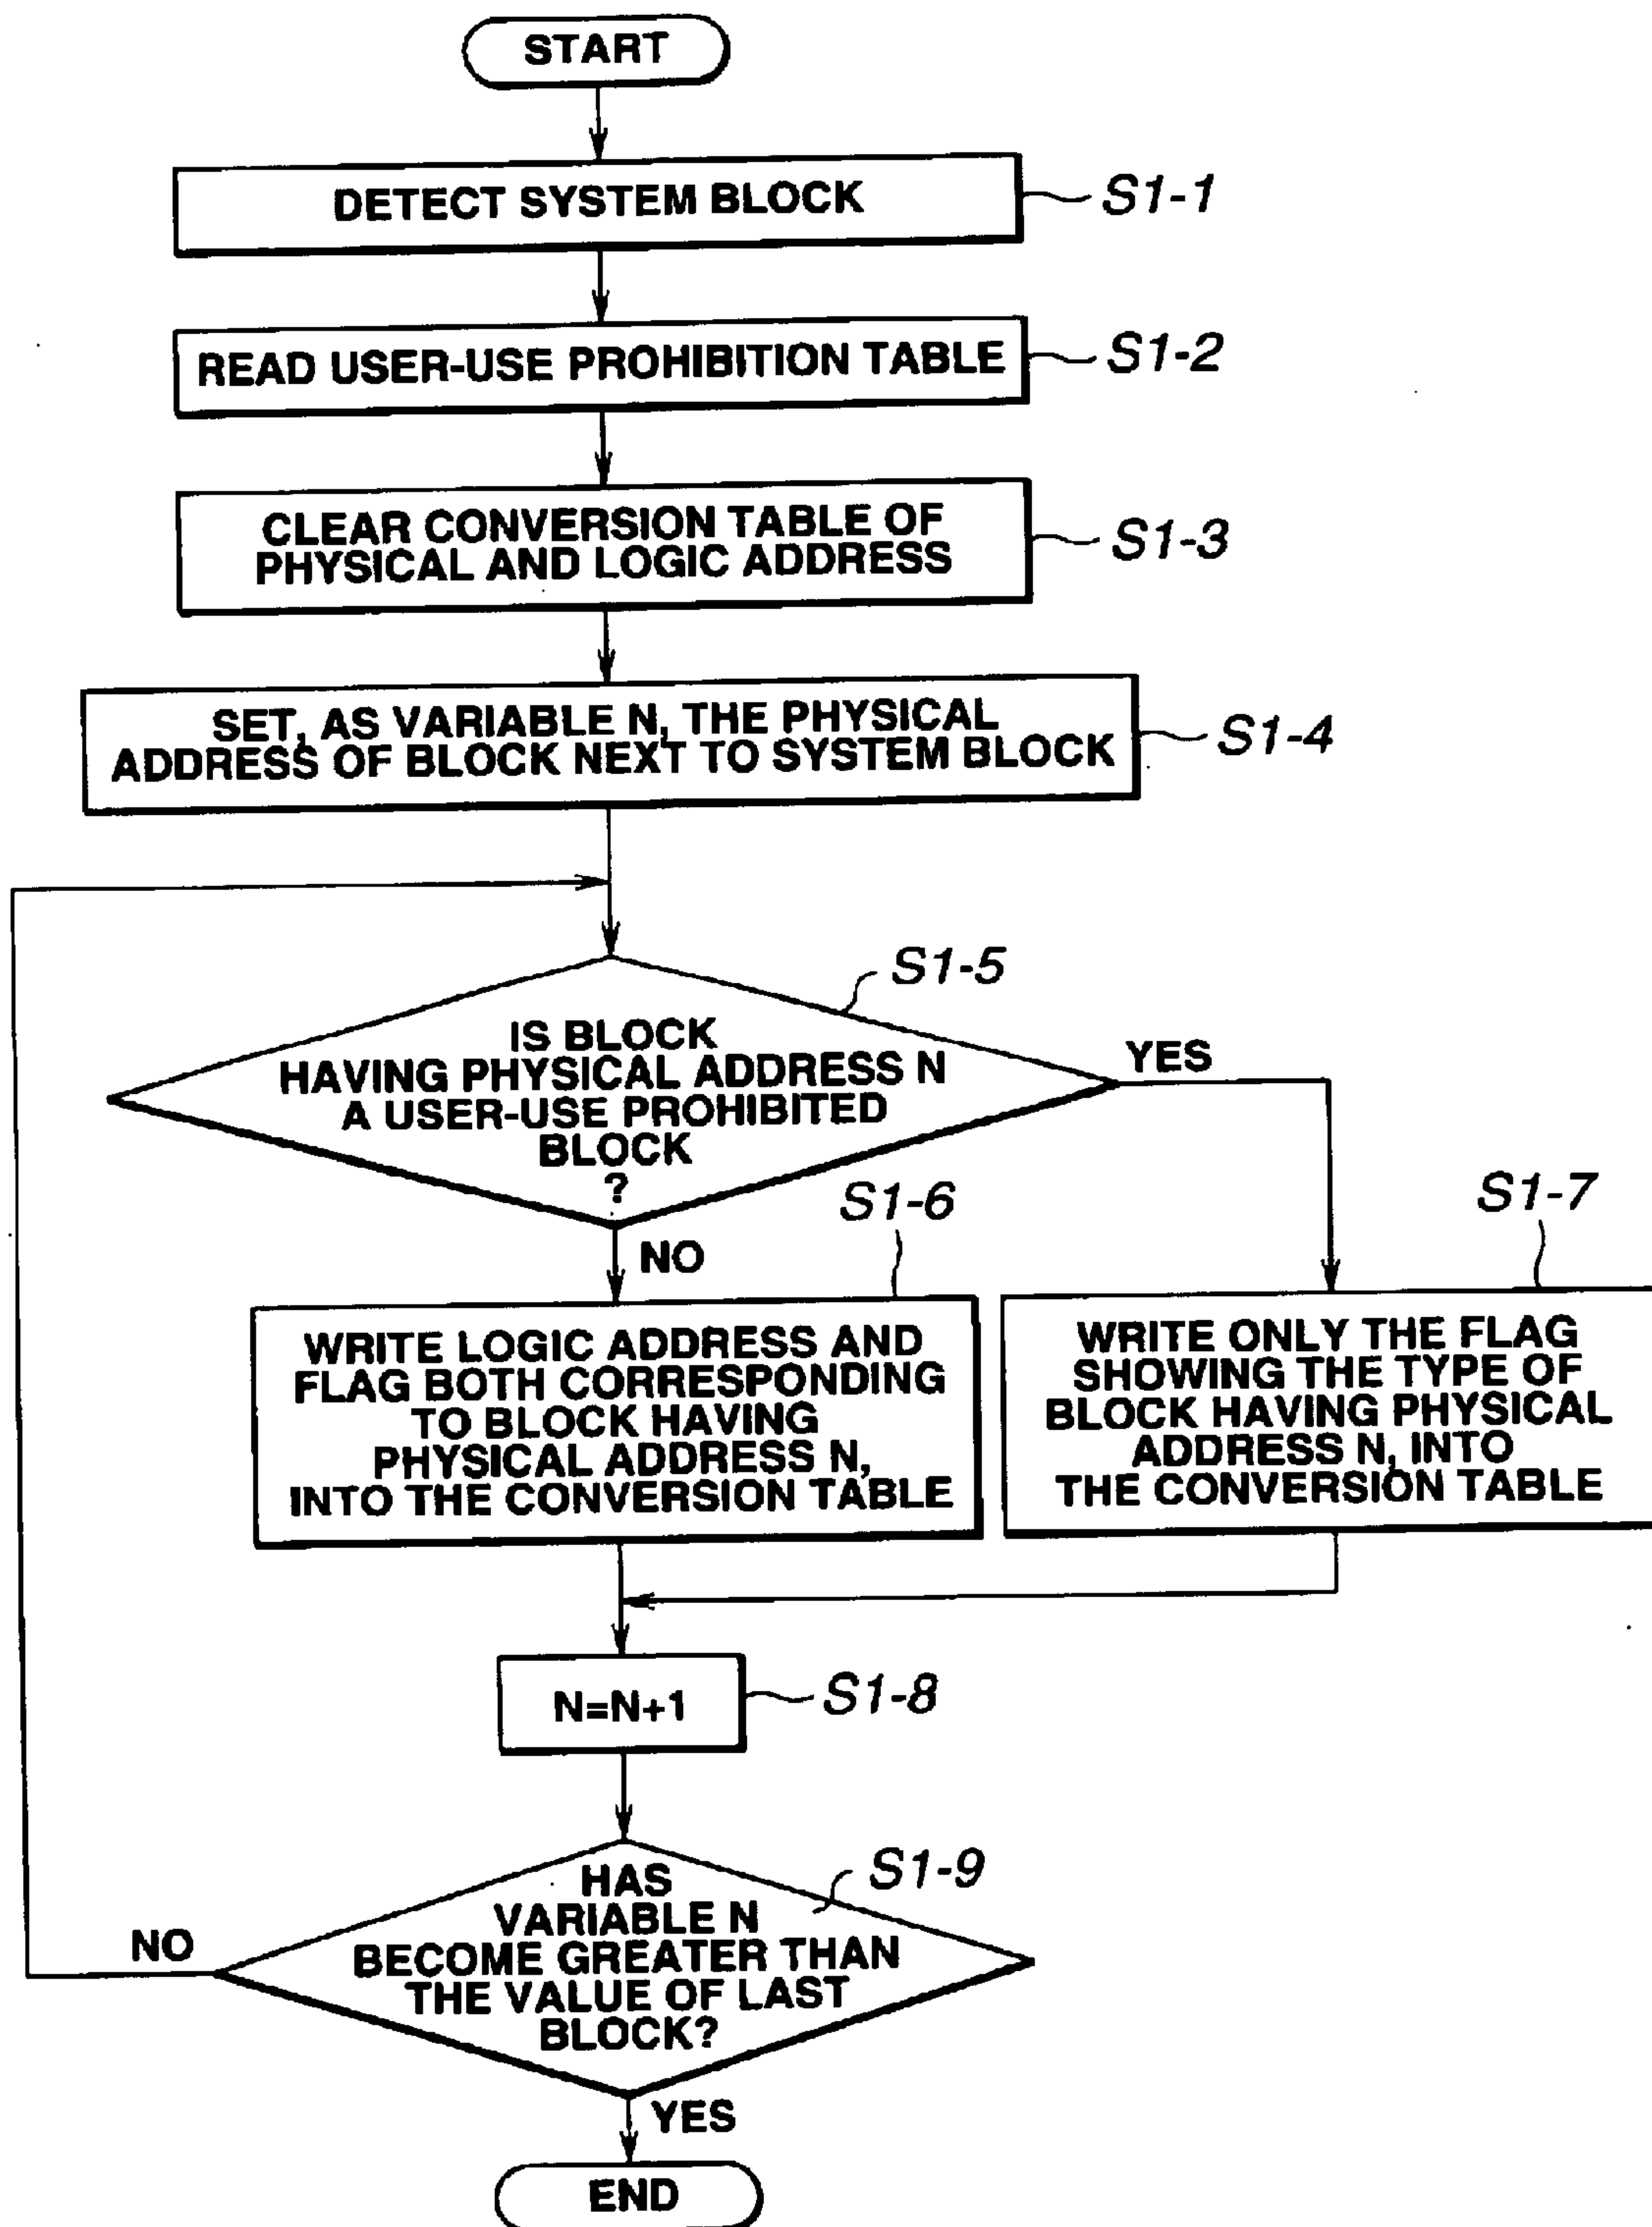 START
DETECT SYSTEM BLOCK
S1-1
READ USER-USE PROHIBITION TABLE
S1-2
CLEAR CONVERSION TABLE OF
PHYSICAL AND LOGIC ADDRESS
S1-3
SET, AS VARIABLE N, THE PHYSICAL
ADDRESS OF BLOCK NEXT TO SYSTEM BLOCK
S1-4
S1-5
IS BLOCK
HAVING PHYSICAL ADDRESS N
A USER-USE PROHIBITED
BLOCK
?
YES
NO
S1-6
WRITE LOGIC ADDRESS AND
FLAG BOTH CORRESPONDING
TO BLOCK HAVING
PHYSICAL ADDRESS N,
INTO THE CONVERSION TABLE
S1-7
WRITE ONLY THE FLAG
SHOWING THE TYPE OF
BLOCK HAVING PHYSICAL
ADDRESS N, INTO
THE CONVERSION TABLE
N=N+1
S1-8
S1-9
HAS
VARIABLE N
BECOME GREATER THAN
THE VALUE OF LAST
BLOCK?
NO
YES
END